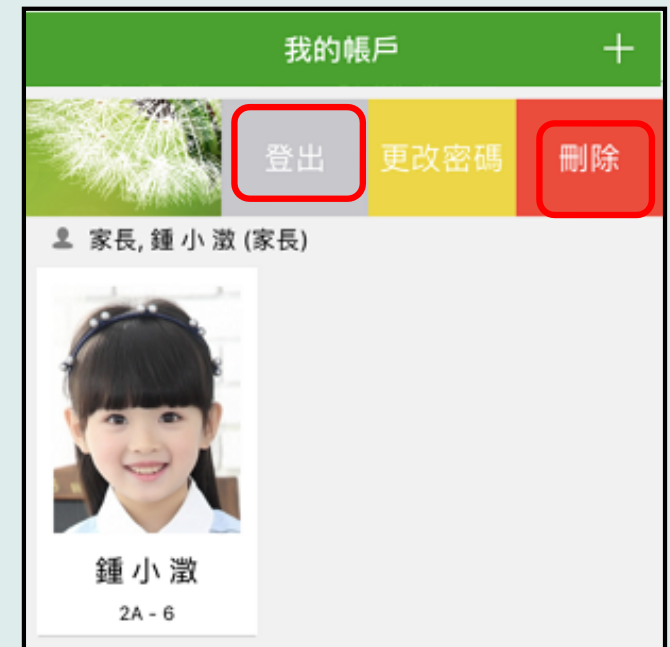 我的帳戶 +
登出 更改密碼 刪除
家長, 鍾 小 澂 (家長)
鍾 小 澂
2A - 6